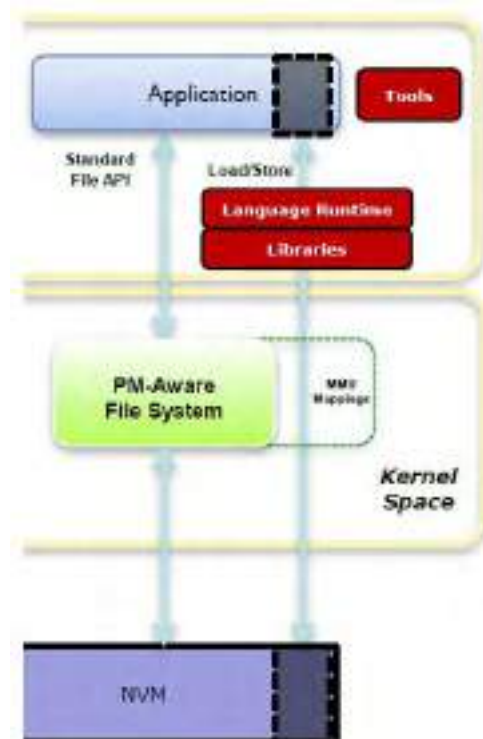 Application
Tools
Standard
File API
Load/Store
Language Runtime
Libraries
PM-Aware
File System
MMU
Mappings
Kernel
Space
NVM